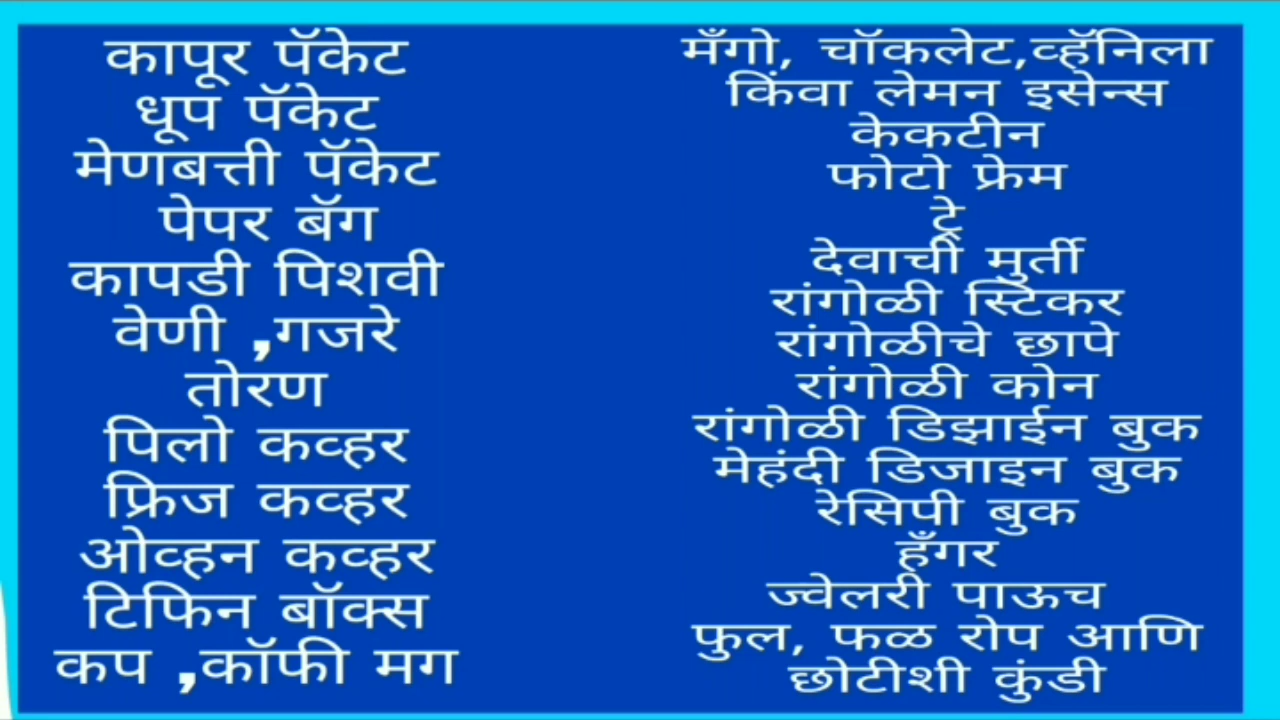 कापूर पॅकेट
धूप पॅकेट
मेणबत्ती पॅकेट
पेपर बॅग
कापडी पिशवी
वेणी ,गजरे
तोरण
पिलो कव्हर
फ्रिज कव्हर
ओव्हन कव्हर
टिफिन बॉक्स
कप ,कॉफी मग
मँगो, चॉकलेट,व्हॅनिला
किंवा लेमन इसेन्स
केकटीन
फोटो फ्रेम
ट्रे
देवाची मुर्ती
रांगोळी स्टिकर
रांगोळीचे छापे
रांगोळी कोन
रांगोळी डिझाईन बुक
मेहंदी डिजाइन बुक
रेसिपी बुक
हँगर
ज्वेलरी पाऊच
फुल, फळ रोप आणि
छोटीशी कुंडी